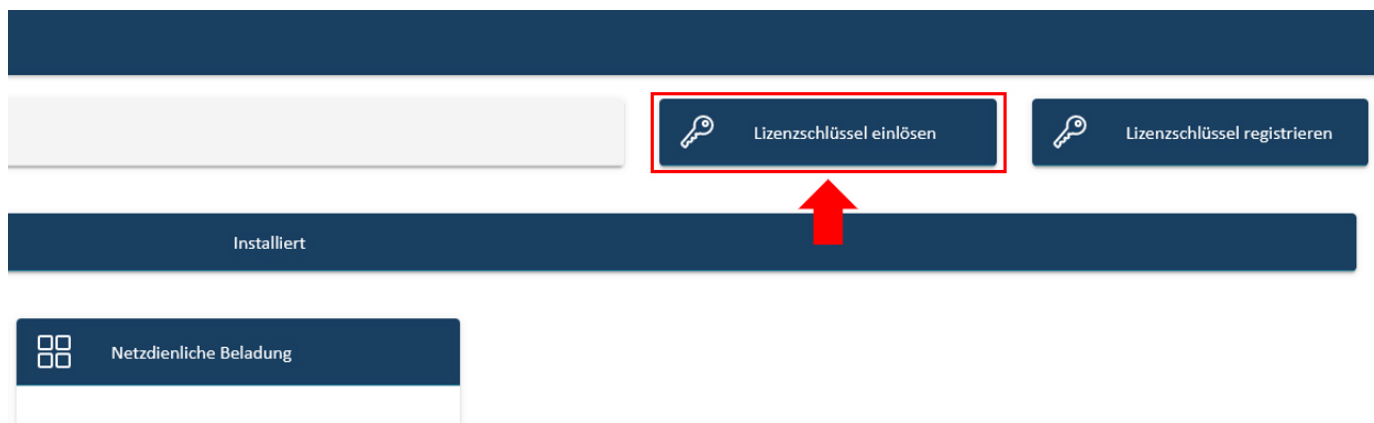 Lizenzschlüssel einlösen
Lizenzschlüssel registrieren
Installiert
Netzdienliche Beladung